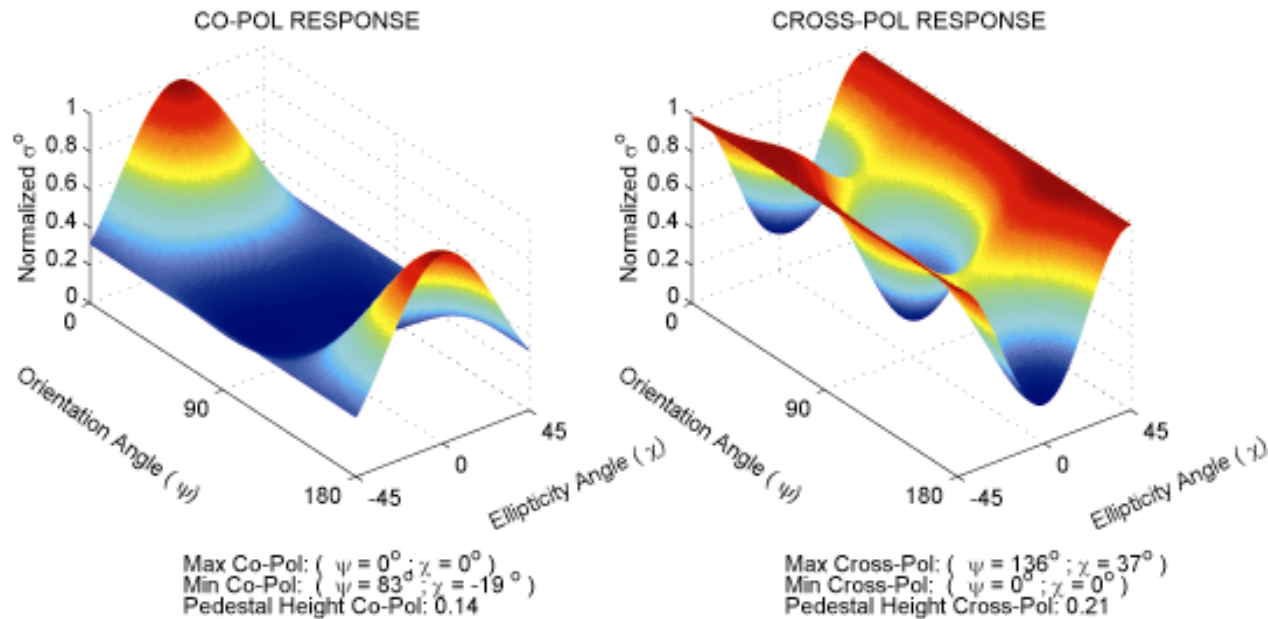 CO-POL RESPONSE
1
0.8
0.6
0.4
0.2
0
Normalized σ°
0
90
180
Orientation Angle ( ψ)
-45
0
45
Ellipticity Angle ( χ)
Max Co-Pol: ( ψ = 0° ; χ = 0° )
Min Co-Pol: ( ψ = 83° ; χ = -19 ° )
Pedestal Height Co-Pol: 0.14
CROSS-POL RESPONSE
1
0.8
0.6
0.4
0.2
0
Normalized σ°
0
90
180
Orientation Angle ( ψ)
-45
0
45
Ellipticity Angle ( χ)
Max Cross-Pol: ( ψ = 136° ; χ = 37° )
Min Cross-Pol: ( ψ = 0° ; χ = 0° )
Pedestal Height Cross-Pol: 0.21